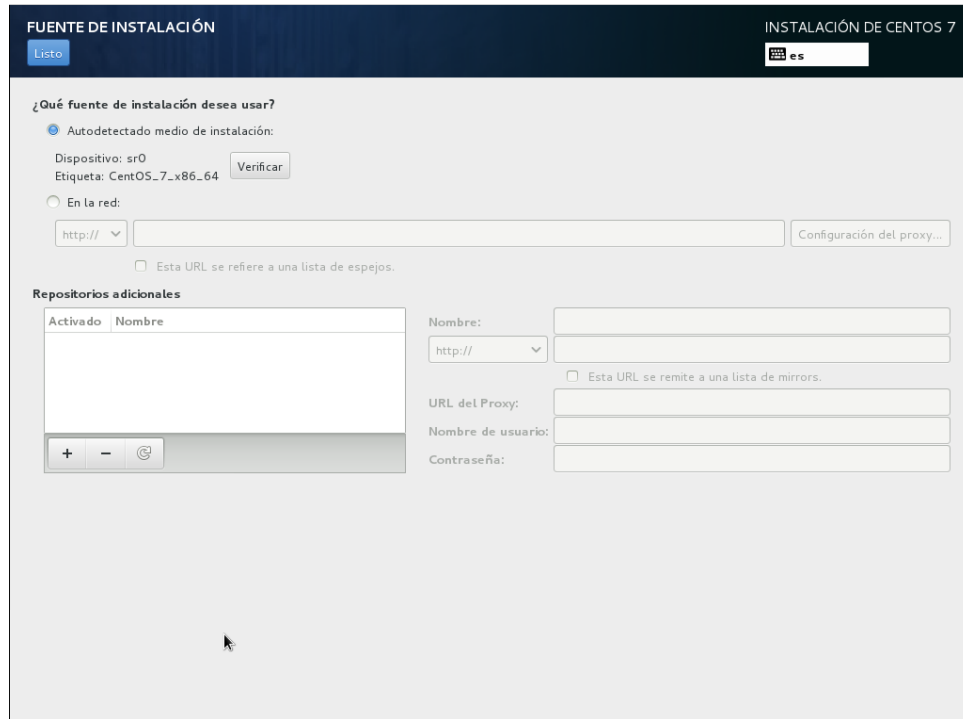 FUENTE DE INSTALACIÓN
INSTALACIÓN DE CENTOS 7
Listo
es
¿Qué fuente de instalación desea usar?
Autodetectado medio de instalación:
Dispositivo: sr0
Etiqueta: CentOS_7_x86_64
Verificar
En la red:
http://
Configuración del proxy...
Esta URL se refiere a una lista de espejos.
Repositorios adicionales
Activado Nombre
Nombre:
http://
Esta URL se remite a una lista de mirrors.
URL del Proxy:
Nombre de usuario:
Contraseña: